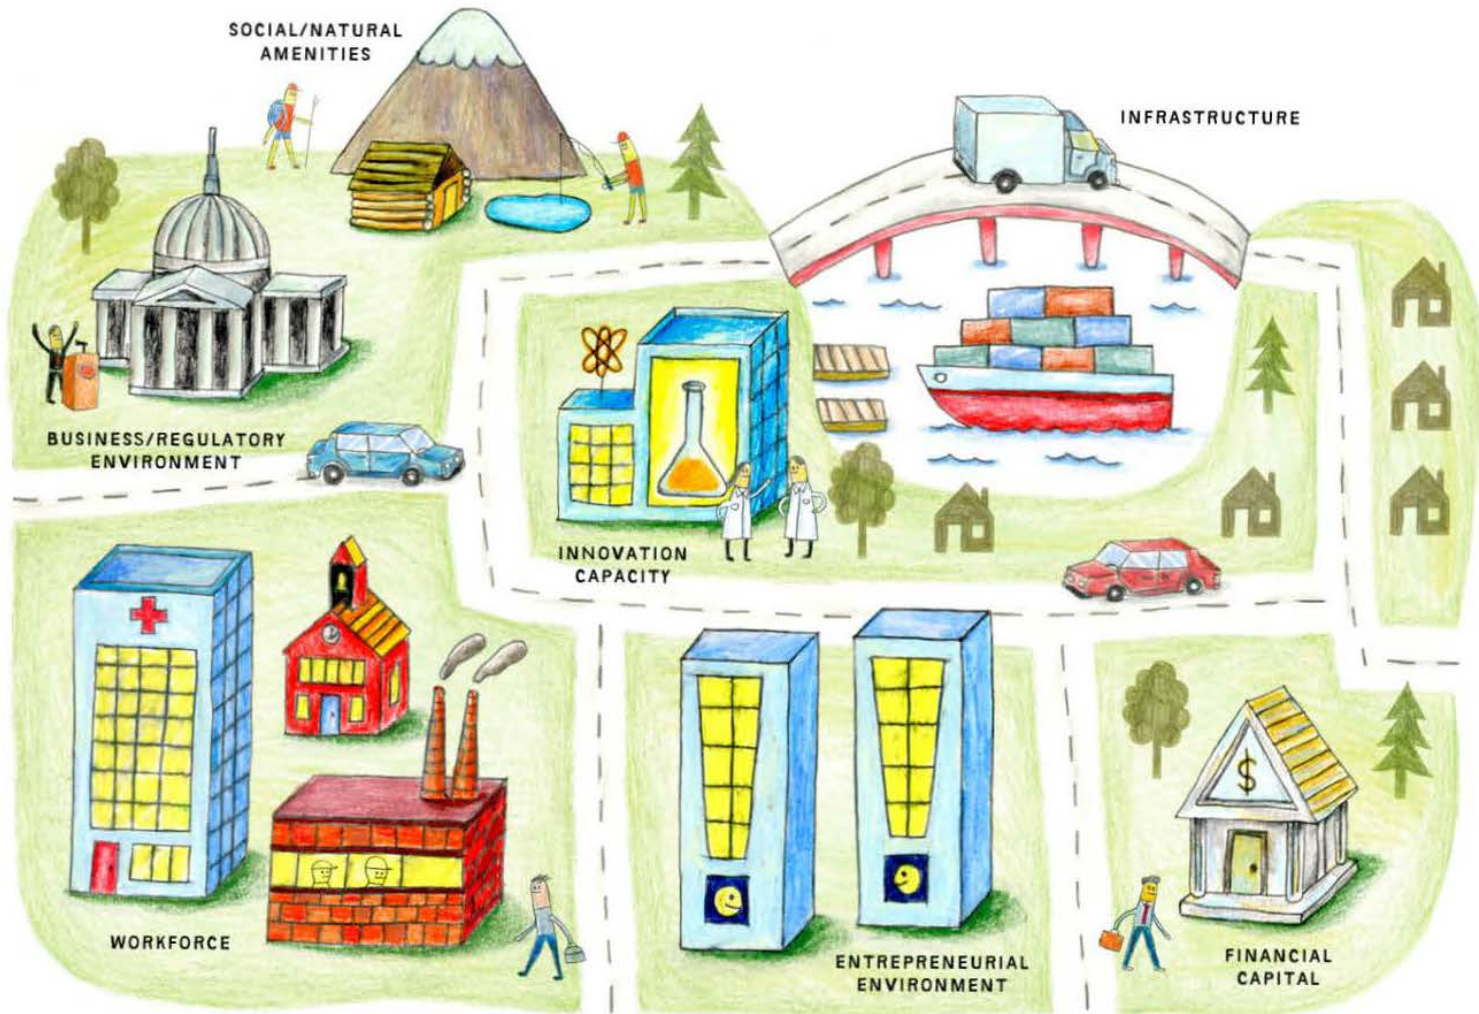 SOCIAL/NATURAL
AMENITIES
INFRASTRUCTURE
BUSINESS/REGULATORY
ENVIRONMENT
INNOVATION
CAPACITY
$
WORKFORCE
ENTREPRENEURIAL
ENVIRONMENT
FINANCIAL
CAPITAL